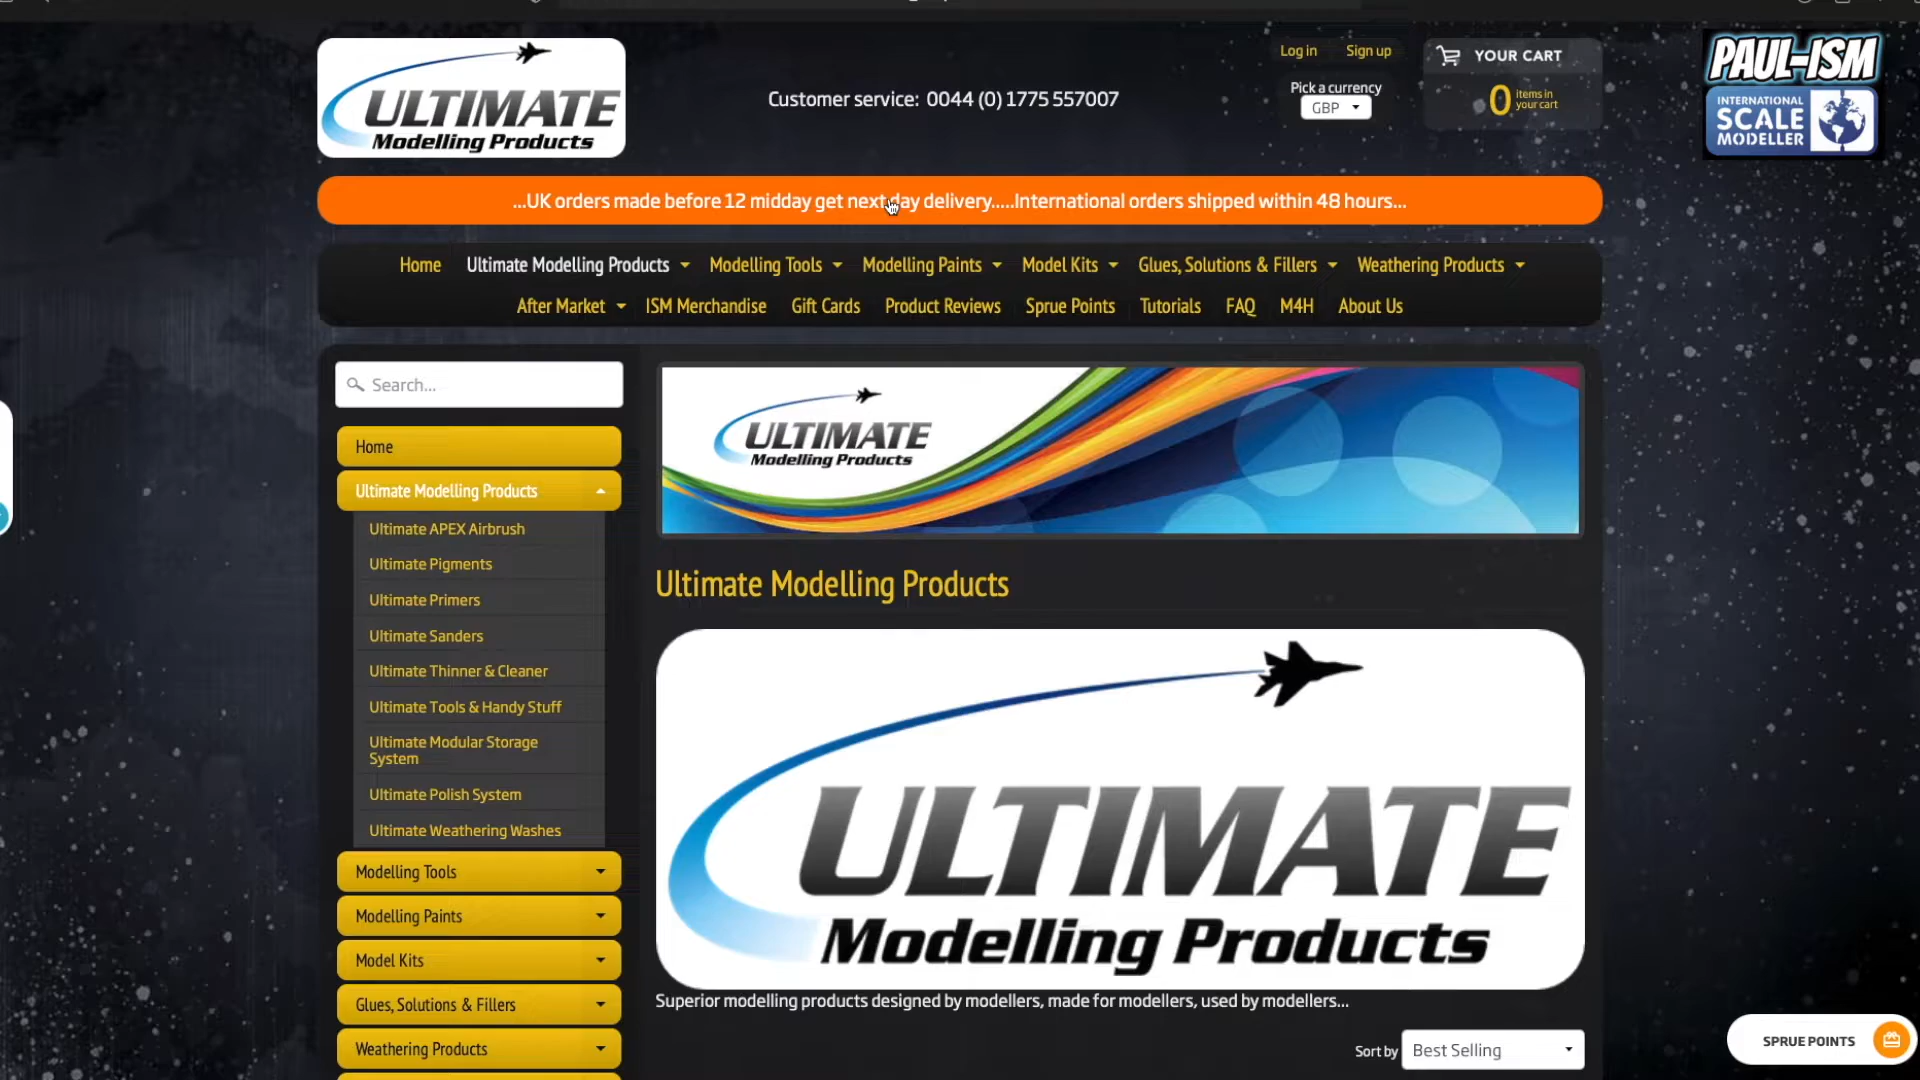 ULTIMATE
Modelling Products
Customer service: 0044 (0) 1775 557007
Log in
Sign up
Pick a currency
GBP
YOUR CART
0 items in
your cart
PAUL-ISM
INTERNATIONAL
SCALE
MODELLER
...UK orders made before 12 midday get next day delivery.....International orders shipped within 48 hours...
Home
Ultimate Modelling Products
Modelling Tools
Modelling Paints
Model Kits
Glues, Solutions & Fillers
Weathering Products
After Market
ISM Merchandise
Gift Cards
Product Reviews
Sprue Points
Tutorials
FAQ
M4H
About Us
Search...
Home
Ultimate Modelling Products
Ultimate APEX Airbrush
Ultimate Pigments
Ultimate Primers
Ultimate Sanders
Ultimate Thinner & Cleaner
Ultimate Tools & Handy Stuff
Ultimate Modular Storage
System
Ultimate Polish System
Ultimate Weathering Washes
Modelling Tools
Modelling Paints
Model Kits
Glues, Solutions & Fillers
Weathering Products
ULTIMATE
Modelling Products
Ultimate Modelling Products
ULTIMATE
Modelling Products
Superior modelling products designed by modellers, made for modellers, used by modellers...
Sort by
Best Selling
SPRUE POINTS